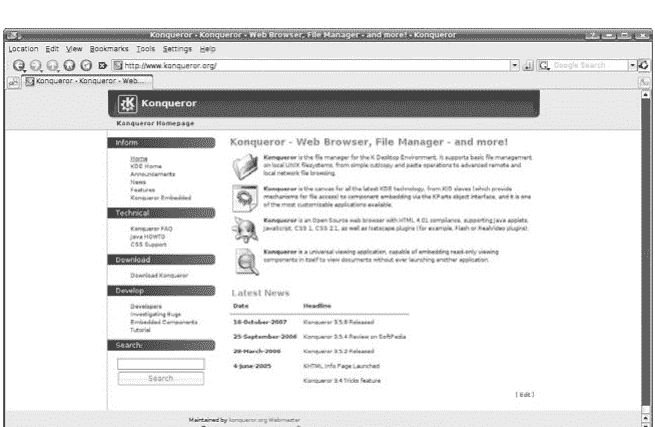 Konqueror - Konqueror - Web Browser, File Manager - and more! - Konqueror
Location Edit View Bookmarks Tools Settings Help
http://www.konqueror.org/
Google Search
Konqueror - Konqueror - Web...
Konqueror
Konqueror Homepage
Inform
Home
KDE Home
Announcements
News
Features
Konqueror Embedded
Technical
Konqueror FAQ
Java HOWTO
CSS Support
Download
Download Konqueror
Develop
Developers
Investigating Bugs
Embedded Components
Tutorial
Search:
Search
Konqueror - Web Browser, File Manager - and more!
Konqueror is the file manager for the K Desktop Environment. It supports basic file management
on local UNIX filesystems, from simple cut/copy and paste operations to advanced remote and
local network file browsing.
Konqueror is the canvas for all the latest KDE technology, from KIO slaves (which provide
mechanisms for file access) to component embedding via the KParts object interface, and it is one
of the most customizable applications available.
Konqueror is an Open Source web browser with HTML 4.01 compliance, supporting Java applets,
JavaScript, CSS 1, CSS 2.1, as well as Netscape plugins (for example, Flash or RealVideo plugins).
Konqueror is a universal viewing application, capable of embedding read-only viewing
components in itself to view documents without ever launching another application.
Latest News
Date Headline
16-October-2007 Konqueror 3.5.8 Released
25-September-2006 Konqueror 3.5.4 Review on SoftPedia
28-March-2006 Konqueror 3.5.2 Released
4-June-2005 KHTML Info Page Launched
Konqueror 3.4 Tricks feature
[ Edit ]
Maintained by konqueror.org Webmaster